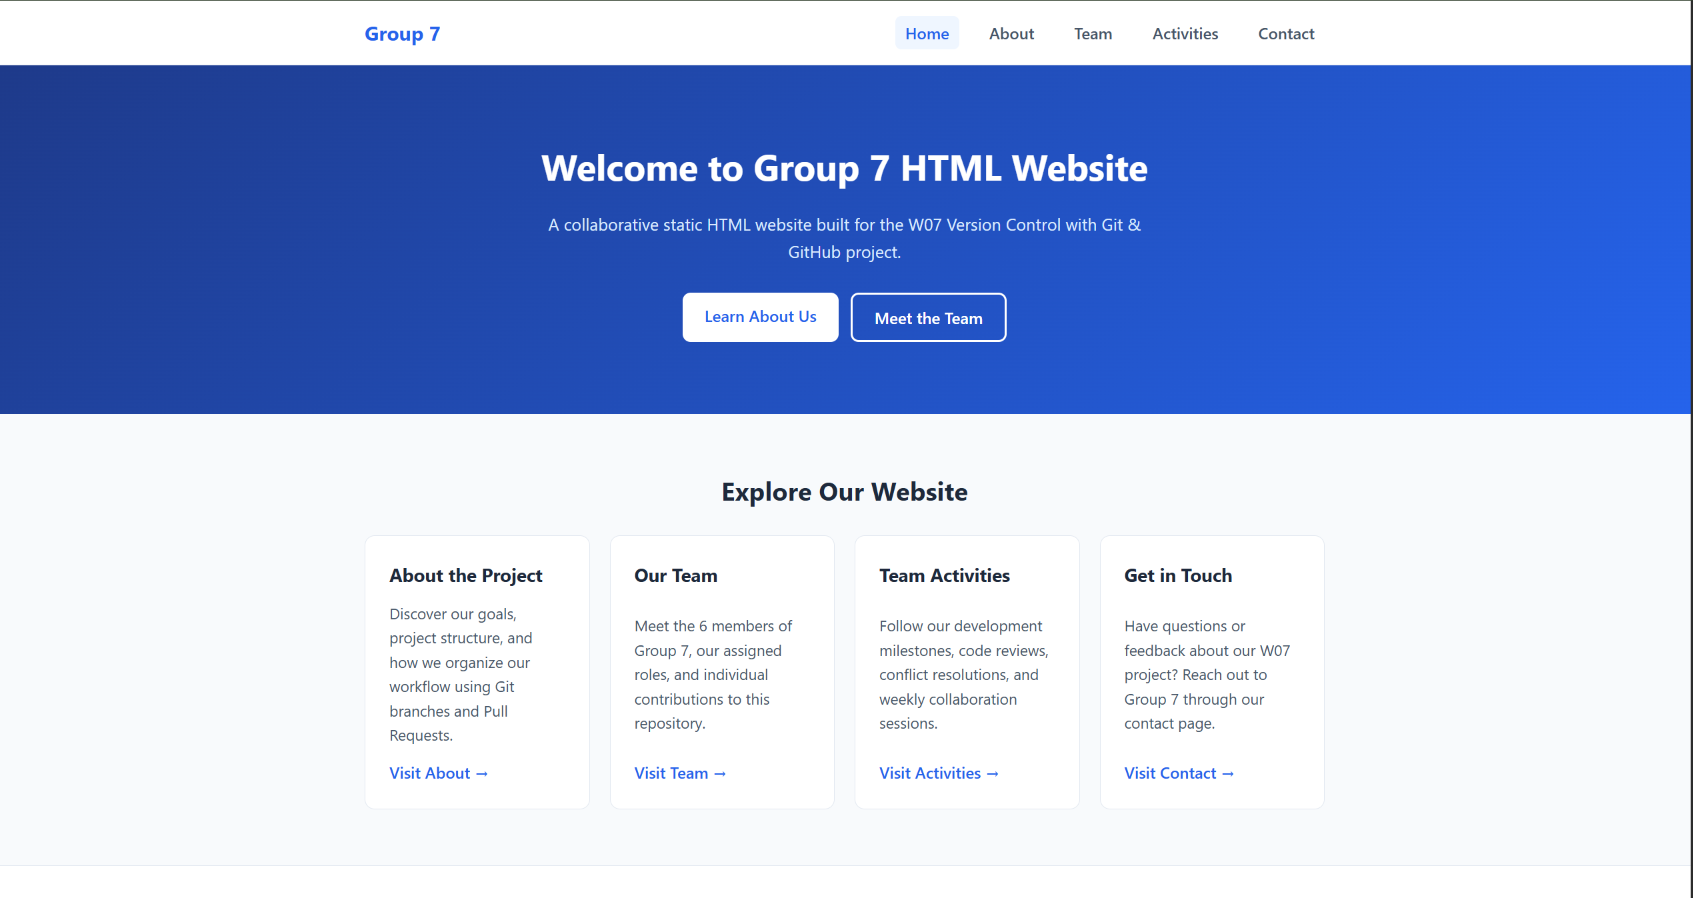 Group 7
Home
About
Team
Activities
Contact
Welcome to Group 7 HTML Website
A collaborative static HTML website built for the W07 Version Control with Git &
GitHub project.
Learn About Us
Meet the Team
Explore Our Website
About the Project
Discover our goals,
project structure, and
how we organize our
workflow using Git
branches and Pull
Requests.
Visit About →
Our Team
Meet the 6 members of
Group 7, our assigned
roles, and individual
contributions to this
repository.
Visit Team →
Team Activities
Follow our development
milestones, code reviews,
conflict resolutions, and
weekly collaboration
sessions.
Visit Activities →
Get in Touch
Have questions or
feedback about our W07
project? Reach out to
Group 7 through our
contact page.
Visit Contact →